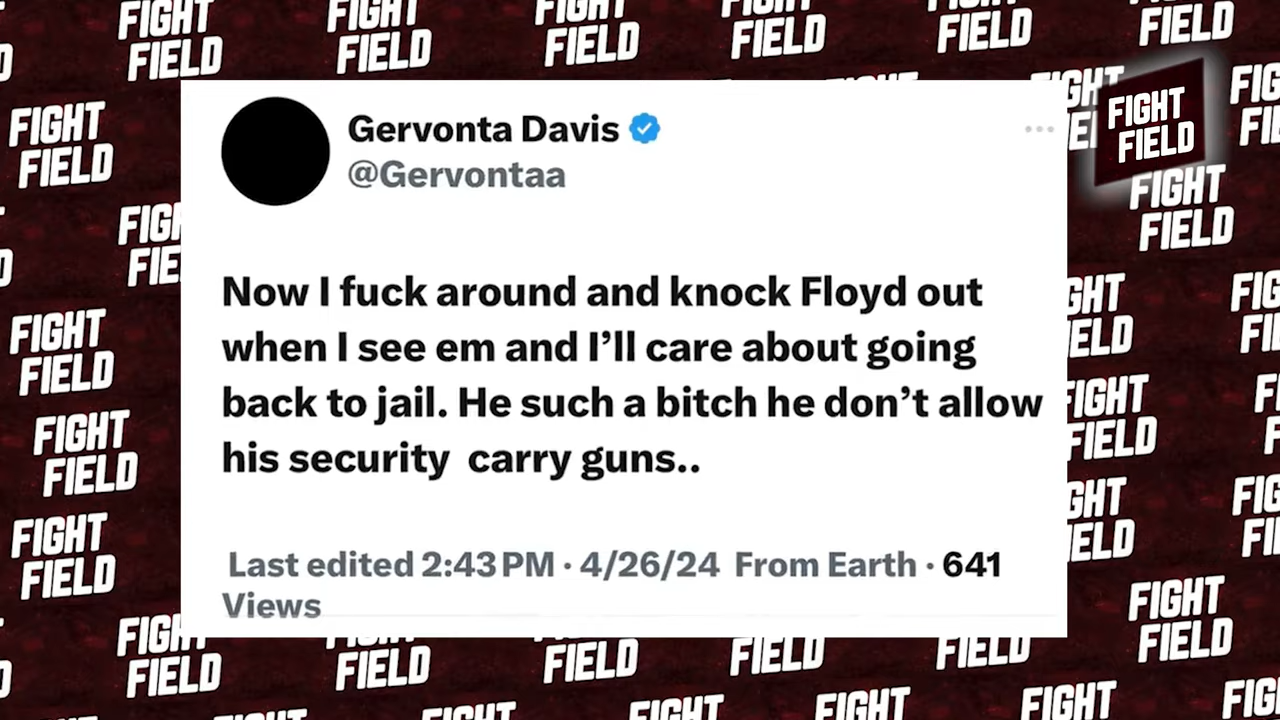 Gervonta Davis
@Gervontaa
FIGHT
FIELD
Now I fuck around and knock Floyd out
when I see em and I’ll care about going
back to jail. He such a bitch he don’t allow
his security  carry guns..
Last edited 2:43 PM · 4/26/24  From Earth · 641
Views